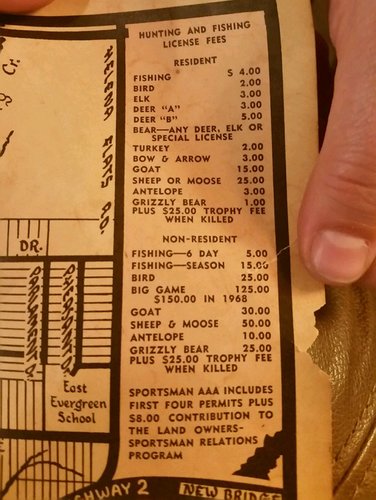 HUNTING AND FISHING
LICENSE FEES
RESIDENT
FISHING $ 4.00
BIRD 2.00
ELK 3.00
DEER "A" 3.00
DEER "B" 5.00
BEAR—ANY DEER, ELK OR
SPECIAL LICENSE
TURKEY 2.00
BOW & ARROW 3.00
GOAT 15.00
SHEEP OR MOOSE 25.00
ANTELOPE 3.00
GRIZZLY BEAR 1.00
PLUS $25.00 TROPHY FEE
WHEN KILLED
NON-RESIDENT
FISHING—6 DAY 5.00
FISHING—SEASON 15.00
BIRD 25.00
BIG GAME 125.00
$150.00 IN 1968
GOAT 30.00
SHEEP & MOOSE 50.00
ANTELOPE 10.00
GRIZZLY BEAR 25.00
PLUS $25.00 TROPHY FEE
WHEN KILLED
SPORTSMAN AAA INCLUDES
FIRST FOUR PERMITS PLUS
$8.00 CONTRIBUTION TO
THE LAND OWNERS-
SPORTSMAN RELATIONS
PROGRAM
HELENA FLATS RD
Cr.
DR.
East
Evergreen
School
HIGHWAY 2
NEW BRIDGE